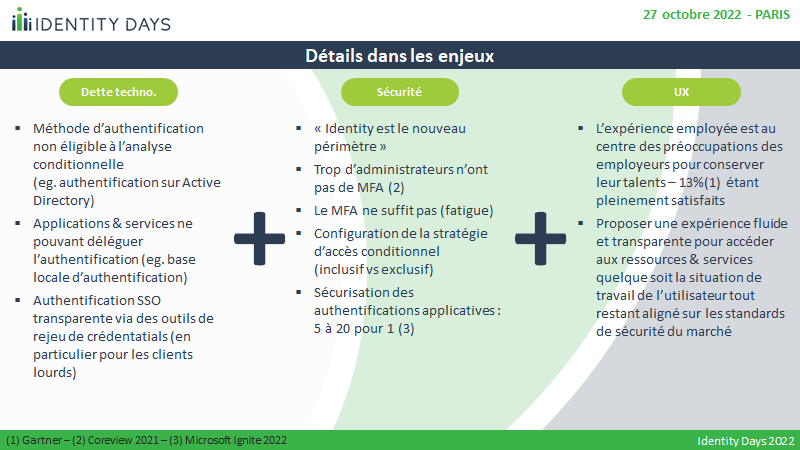 IDENTITY DAYS
27 octobre 2022 - PARIS
Détails dans les enjeux
Dette techno.
▪ Méthode d’authentification
non éligible à l’analyse
conditionnelle
(eg. authentification sur Active
Directory)
▪ Applications & services ne
pouvant déléguer
l’authentification (eg. base
locale d’authentification)
▪ Authentification SSO
transparente via des outils de
rejeu de crédentatials (en
particulier pour les clients
lourds)
+
Sécurité
▪ « Identity est le nouveau
périmètre »
▪ Trop d’administrateurs n’ont
pas de MFA (2)
▪ Le MFA ne suffit pas (fatigue)
▪ Configuration de la stratégie
d’accès conditionnel
(inclusif vs exclusif)
▪ Sécurisation des
authentifications applicatives :
5 à 20 pour 1 (3)
+
UX
▪ L’expérience employée est au
centre des préoccupations des
employeurs pour conserver
leur talents – 13%(1) étant
pleinement satisfaits
▪ Proposer une expérience fluide
et transparente pour accéder
aux ressources & services
quelque soit la situation de
travail de l’utilisateur tout
restant aligné sur les standards
de sécurité du marché
(1) Gartner – (2) Coreview 2021 – (3) Microsoft Ignite 2022
Identity Days 2022